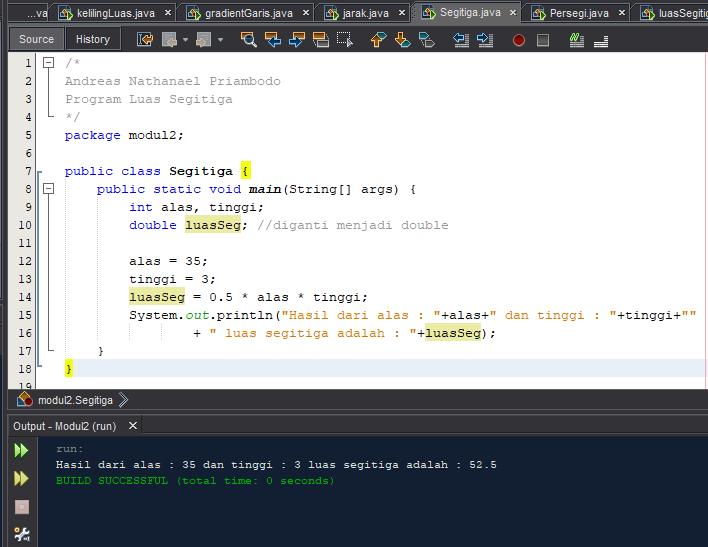 ...va kelilingLuas.java × gradientGaris.java × jarak.java × Segitiga.java × Persegi.java × luasSegiti
Source History
1 /*
2 Andreas Nathanael Priambodo
3 Program Luas Segitiga
4 */
5 package modul2;
6
7 public class Segitiga {
8 public static void main(String[] args) {
9 int alas, tinggi;
10 double luasSeg; //diganti menjadi double
11
12 alas = 35;
13 tinggi = 3;
14 luasSeg = 0.5 * alas * tinggi;
15 System.out.println("Hasil dari alas : "+alas+" dan tinggi : "+tinggi+""
16 + " luas segitiga adalah : "+luasSeg);
17 }
18 }
19
modul2.Segitiga
Output - Modul2 (run) ×
run:
Hasil dari alas : 35 dan tinggi : 3 luas segitiga adalah : 52.5
BUILD SUCCESSFUL (total time: 0 seconds)